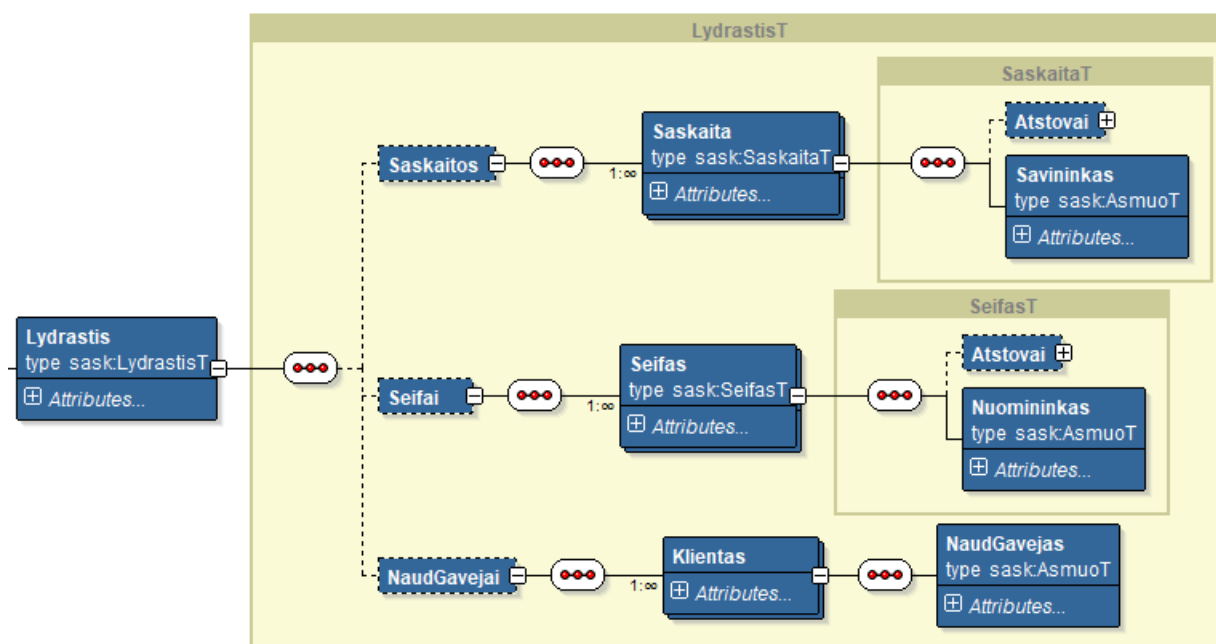 LydrastisT
SaskaitaT
Atstovai
Saskaita
type sask:SaskaitaT
Attributes...
Saskaitos
1:∞
Savininkas
type sask:AsmuoT
Attributes...
SeifasT
Lydrastis
type sask:LydrastisT
Attributes...
Seifai
1:∞
Seifas
type sask:SeifasT
Attributes...
Atstovai
Nuomininkas
type sask:AsmuoT
Attributes...
NaudGavejai
1:∞
Klientas
Attributes...
NaudGavejas
type sask:AsmuoT
Attributes...